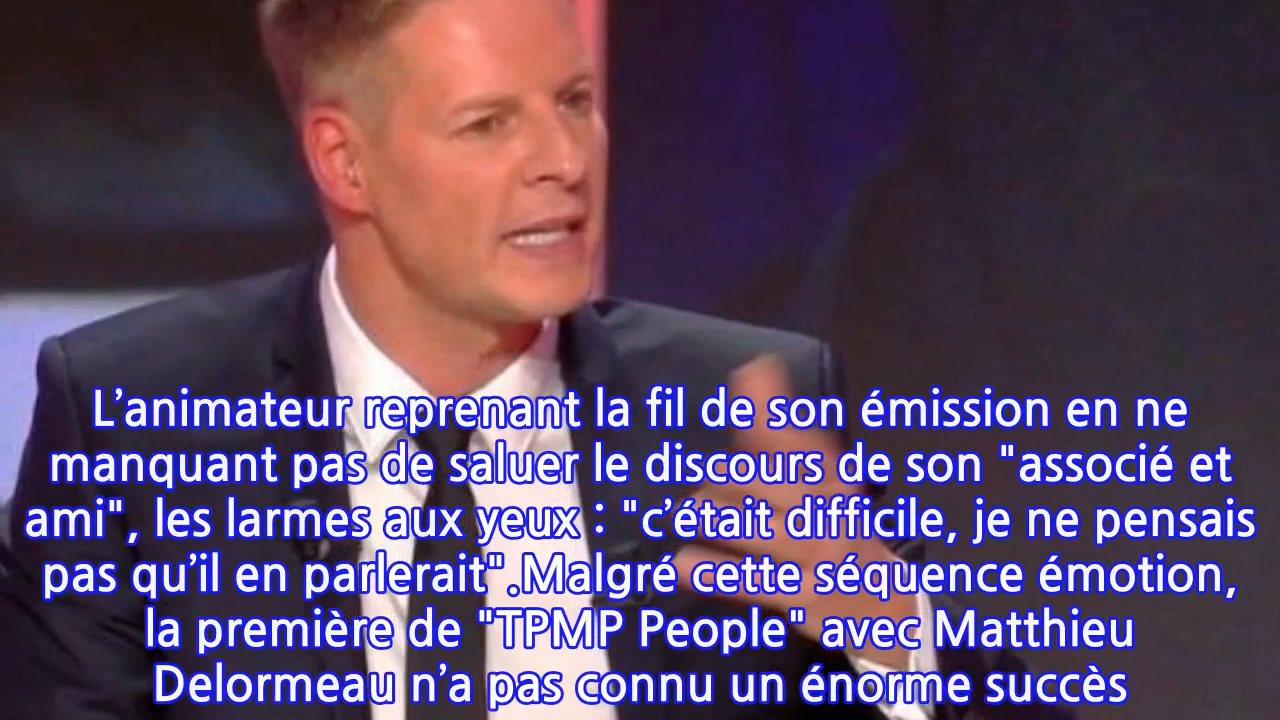 L’animateur reprenant la fil de son émission en ne
manquant pas de saluer le discours de son "associé et
ami", les larmes aux yeux : "c’était difficile, je ne pensais
pas qu’il en parlerait".Malgré cette séquence émotion,
la première de "TPMP People" avec Matthieu
Delormeau n’a pas connu un énorme succès